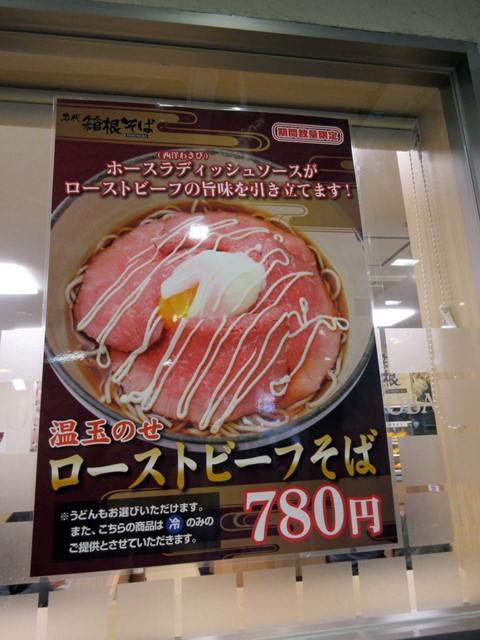 名代 箱根そば
期間数量限定
(西洋わさび)
ホースラディッシュソースが
ローストビーフの旨味を引き立てます!
温玉のせ
ローストビーフそば
※うどんもお選びいただけます。
また、こちらの商品は 冷 のみの
ご提供とさせていただきます。
780円